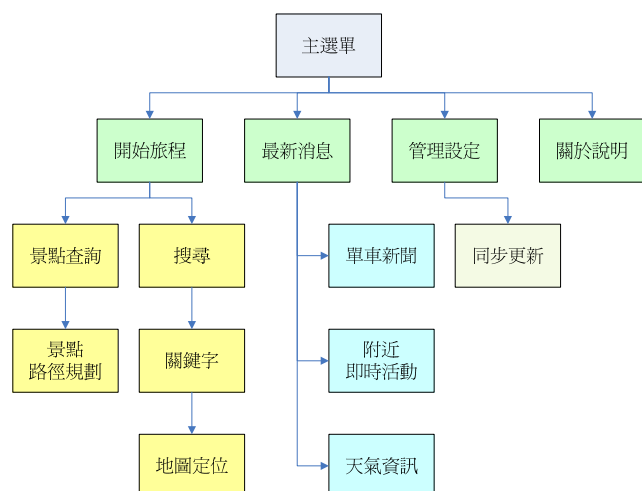 主選單
開始旅程
最新消息
管理設定
關於說明
景點查詢
搜尋
單車新聞
同步更新
景點
路徑規劃
關鍵字
附近
即時活動
地圖定位
天氣資訊